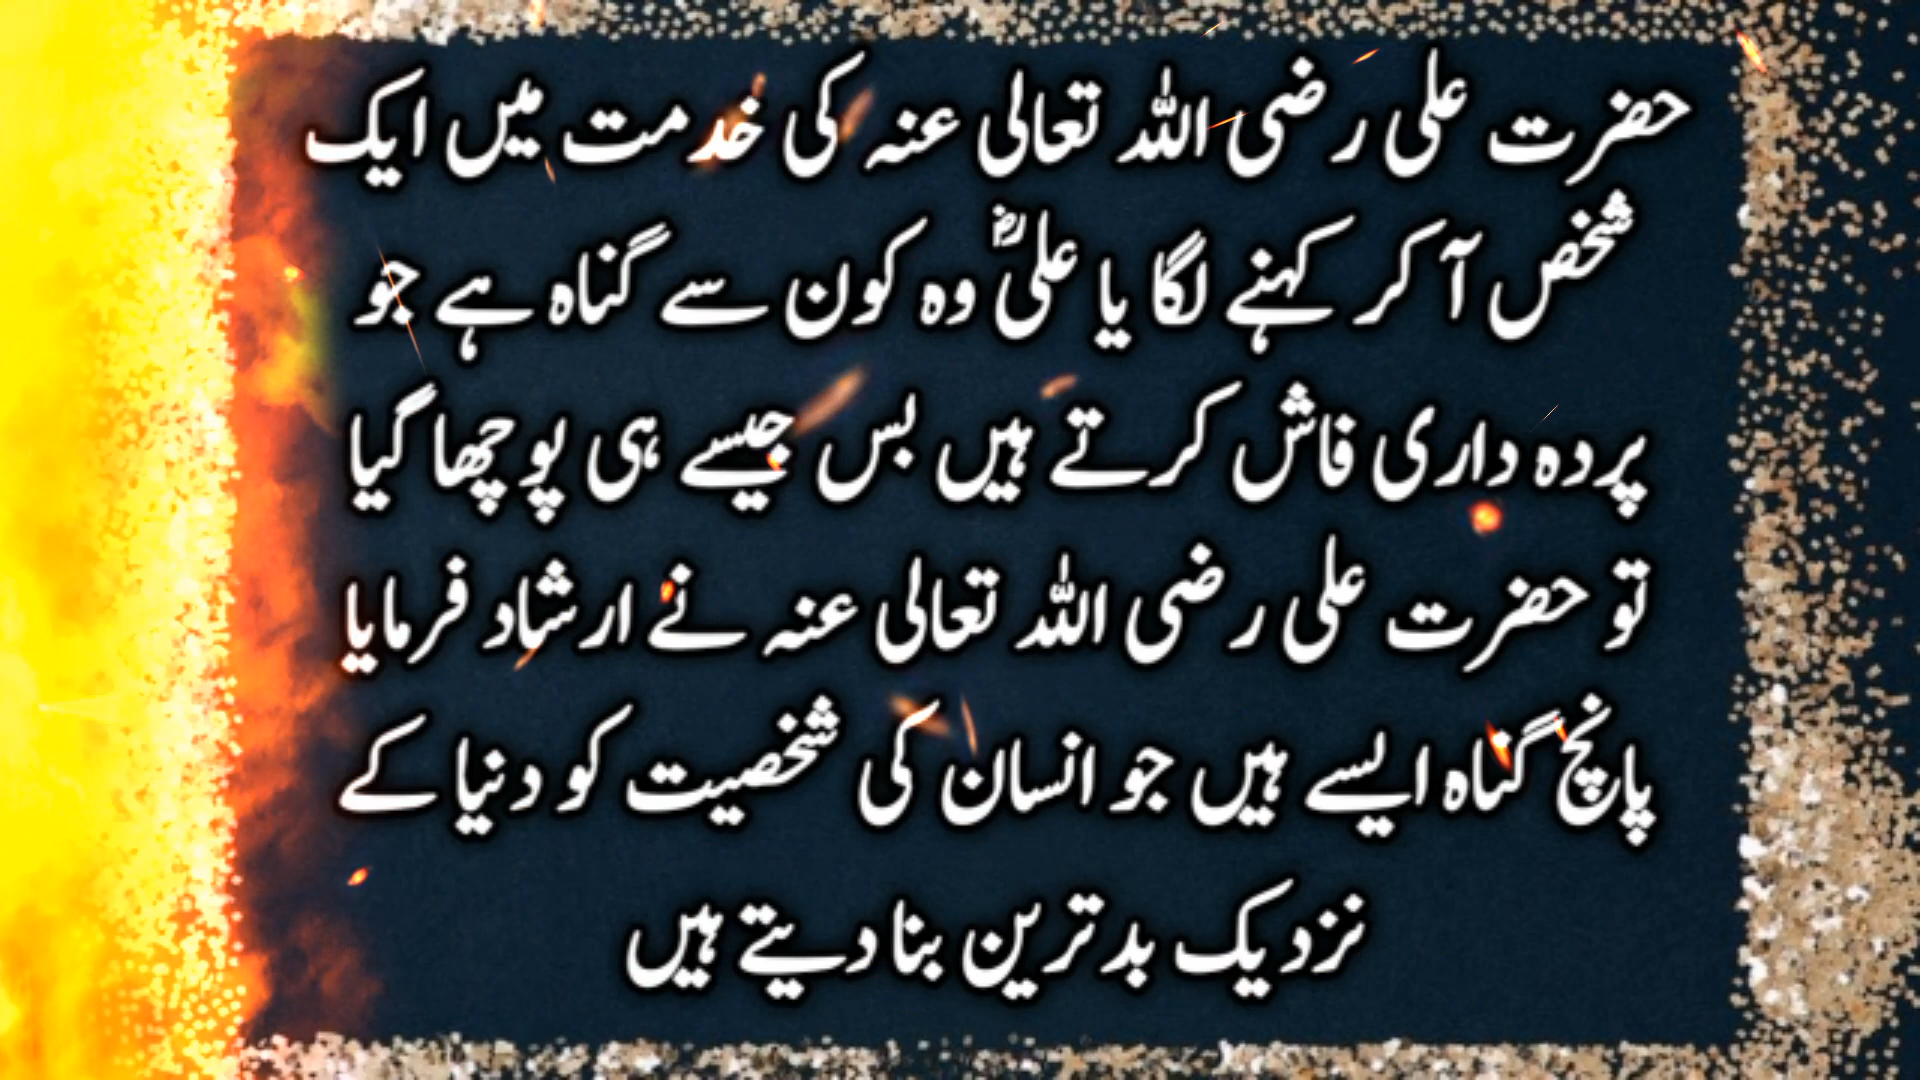 حضرت علی رضی اللہ تعالی عنہ کی خدمت میں ایک
شخص آ کر کہنے لگا یا علیؓ وہ کون سے گناہ ہے جو
پردہ داری فاش کرتے ہیں بس جیسے ہی پوچھا گیا
تو حضرت علی رضی اللہ تعالی عنہ نے ارشاد فرمایا
پانچ گناہ ایسے ہیں جو انسان کی شخصیت کو دنیا کے
نزدیک بدترین بنا دیتے ہیں